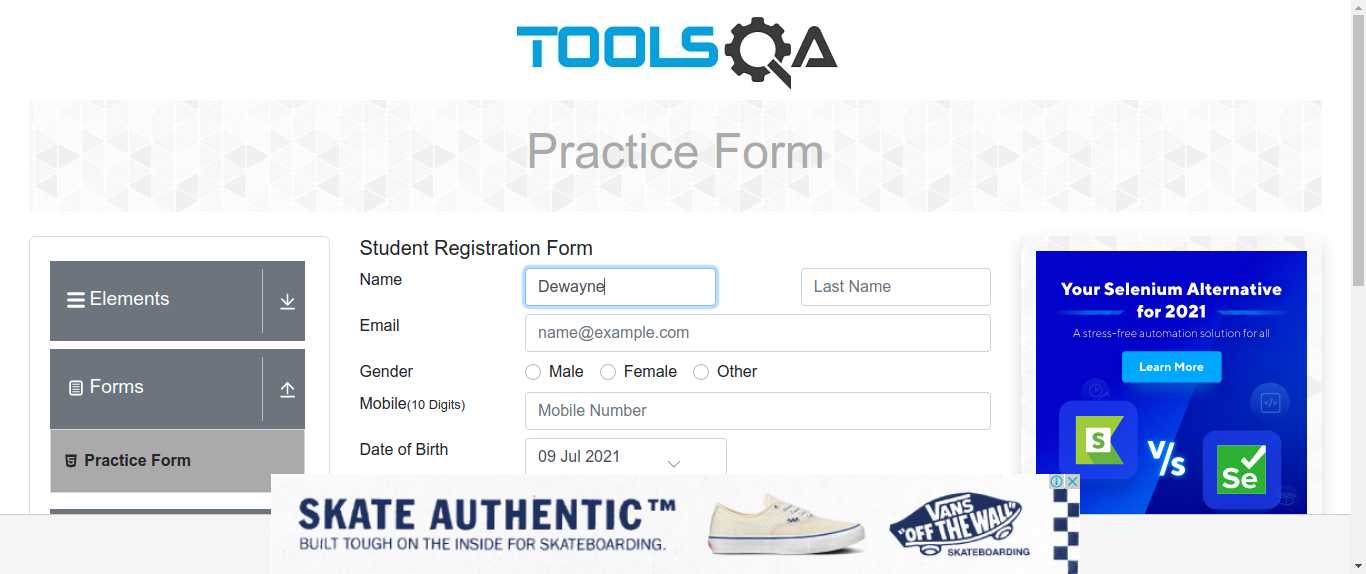 TOOLSQA
Practice Form
Elements
Forms
Practice Form
Student Registration Form
Name
Dewayne
Last Name
Email
name@example.com
Gender
Male
Female
Other
Mobile(10 Digits)
Mobile Number
Date of Birth
09 Jul 2021
Your Selenium Alternative
for 2021
A stress-free automation solution for all
Learn More
S
V/s
Se
SKATE AUTHENTIC™
BUILT TOUGH ON THE INSIDE FOR SKATEBOARDING.
VANS
"OFF THE WALL"
SKATEBOARDING